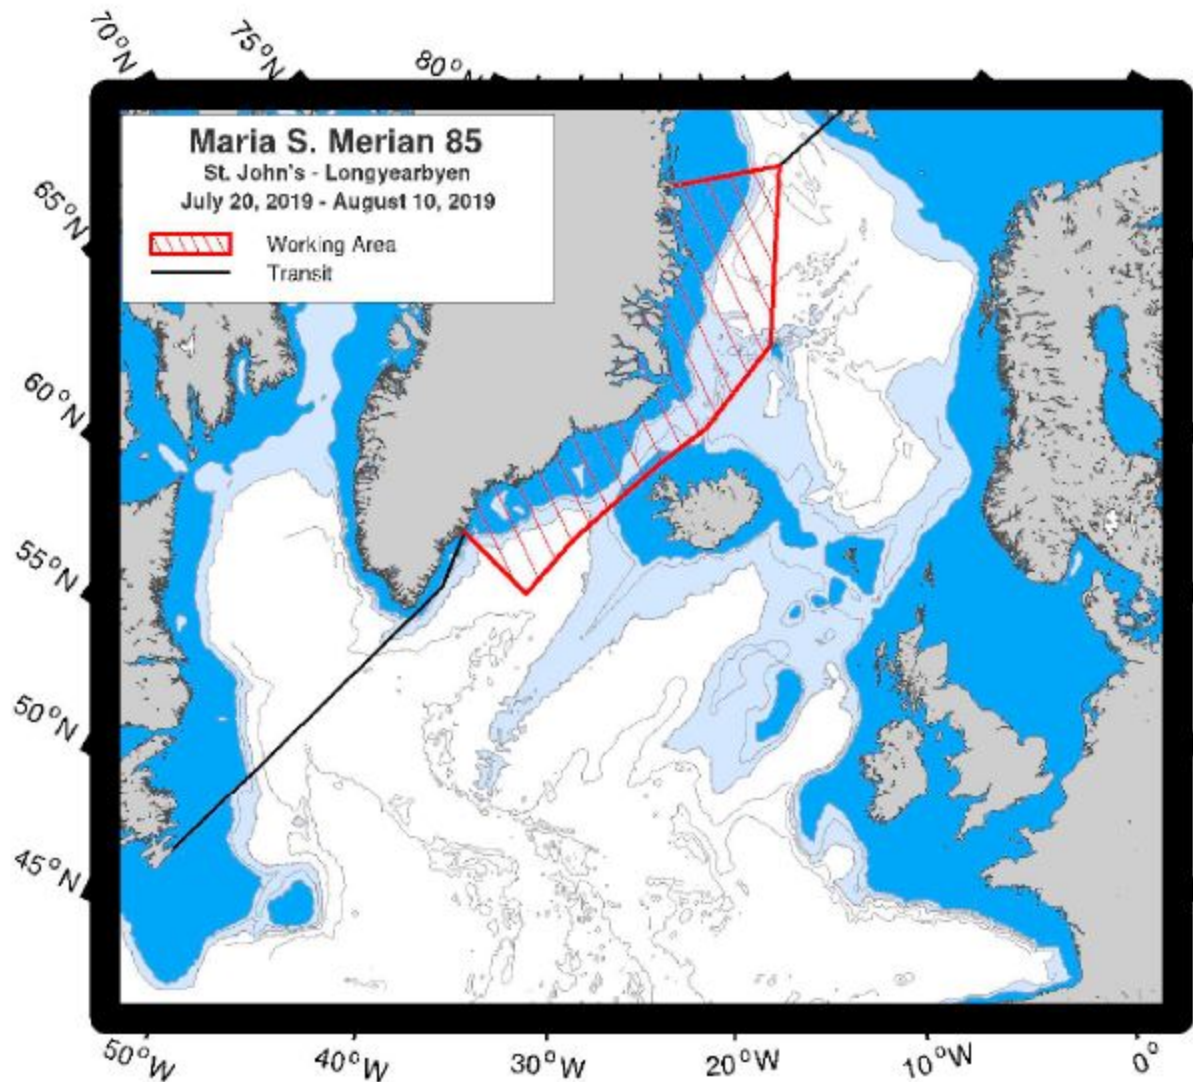 70°N
75°N
80°N
Maria S. Merian 85
St. John's - Longyearbyen
July 20, 2019 - August 10, 2019
Working Area
Transit
65°N
60°N
55°N
50°N
45°N
50°W
40°W
30°W
20°W
10°W
0°